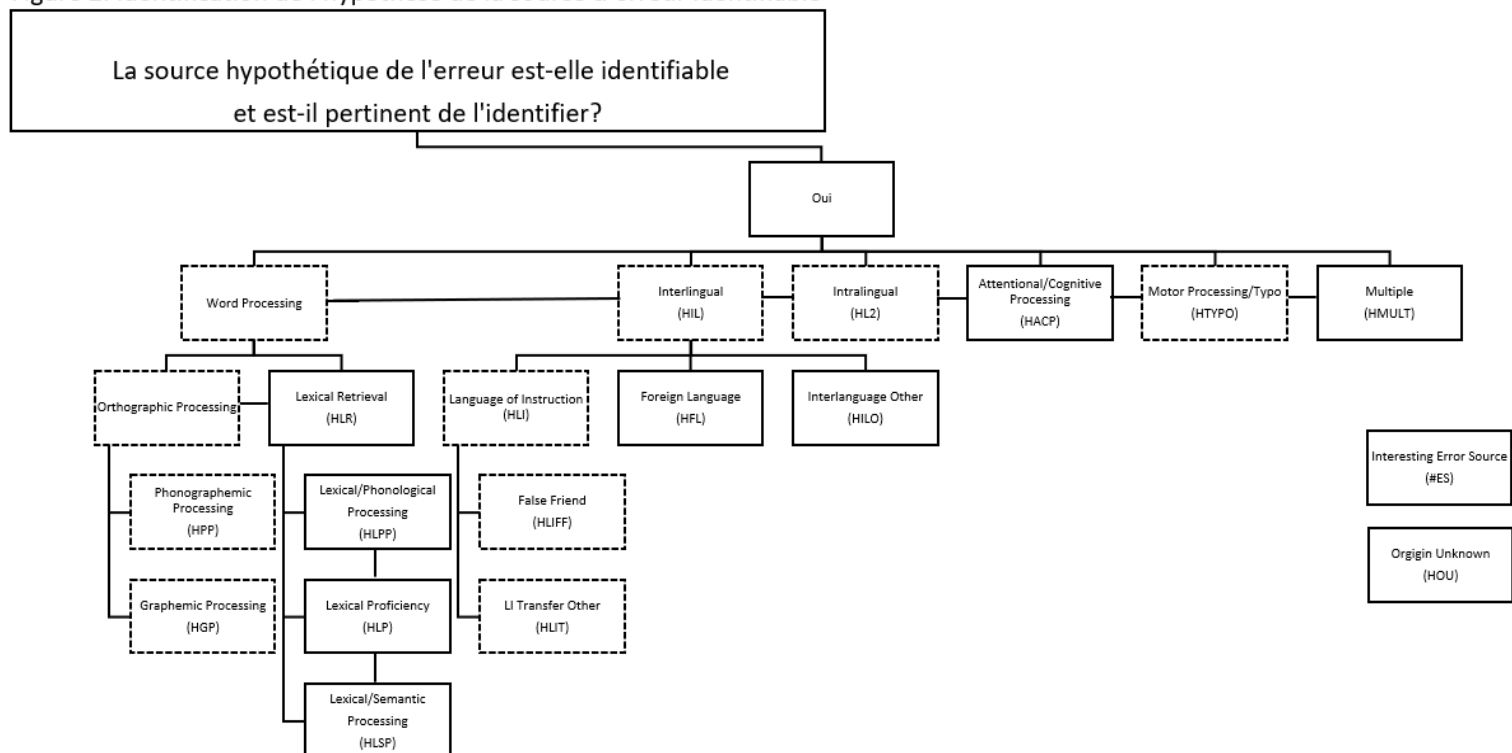 La source hypothétique de l'erreur est-elle identifiable
et est-il pertinent de l'identifier?
Oui
Word Processing
Interlingual
(HIL)
Intralingual
(HL2)
Attentional/Cognitive
Processing
(HACP)
Motor Processing/Typo
(HTYPO)
Multiple
(HMULT)
Orthographic Processing
Lexical Retrieval
(HLR)
Language of Instruction
(HLI)
Foreign Language
(HFL)
Interlanguage Other
(HILO)
Interesting Error Source
(#ES)
Phonographemic
Processing
(HPP)
Lexical/Phonological
Processing
(HLPP)
False Friend
(HLIFF)
Orgigin Unknown
(HOU)
Graphemic Processing
(HGP)
Lexical Proficiency
(HLP)
LI Transfer Other
(HLIT)
Lexical/Semantic
Processing
(HLSP)